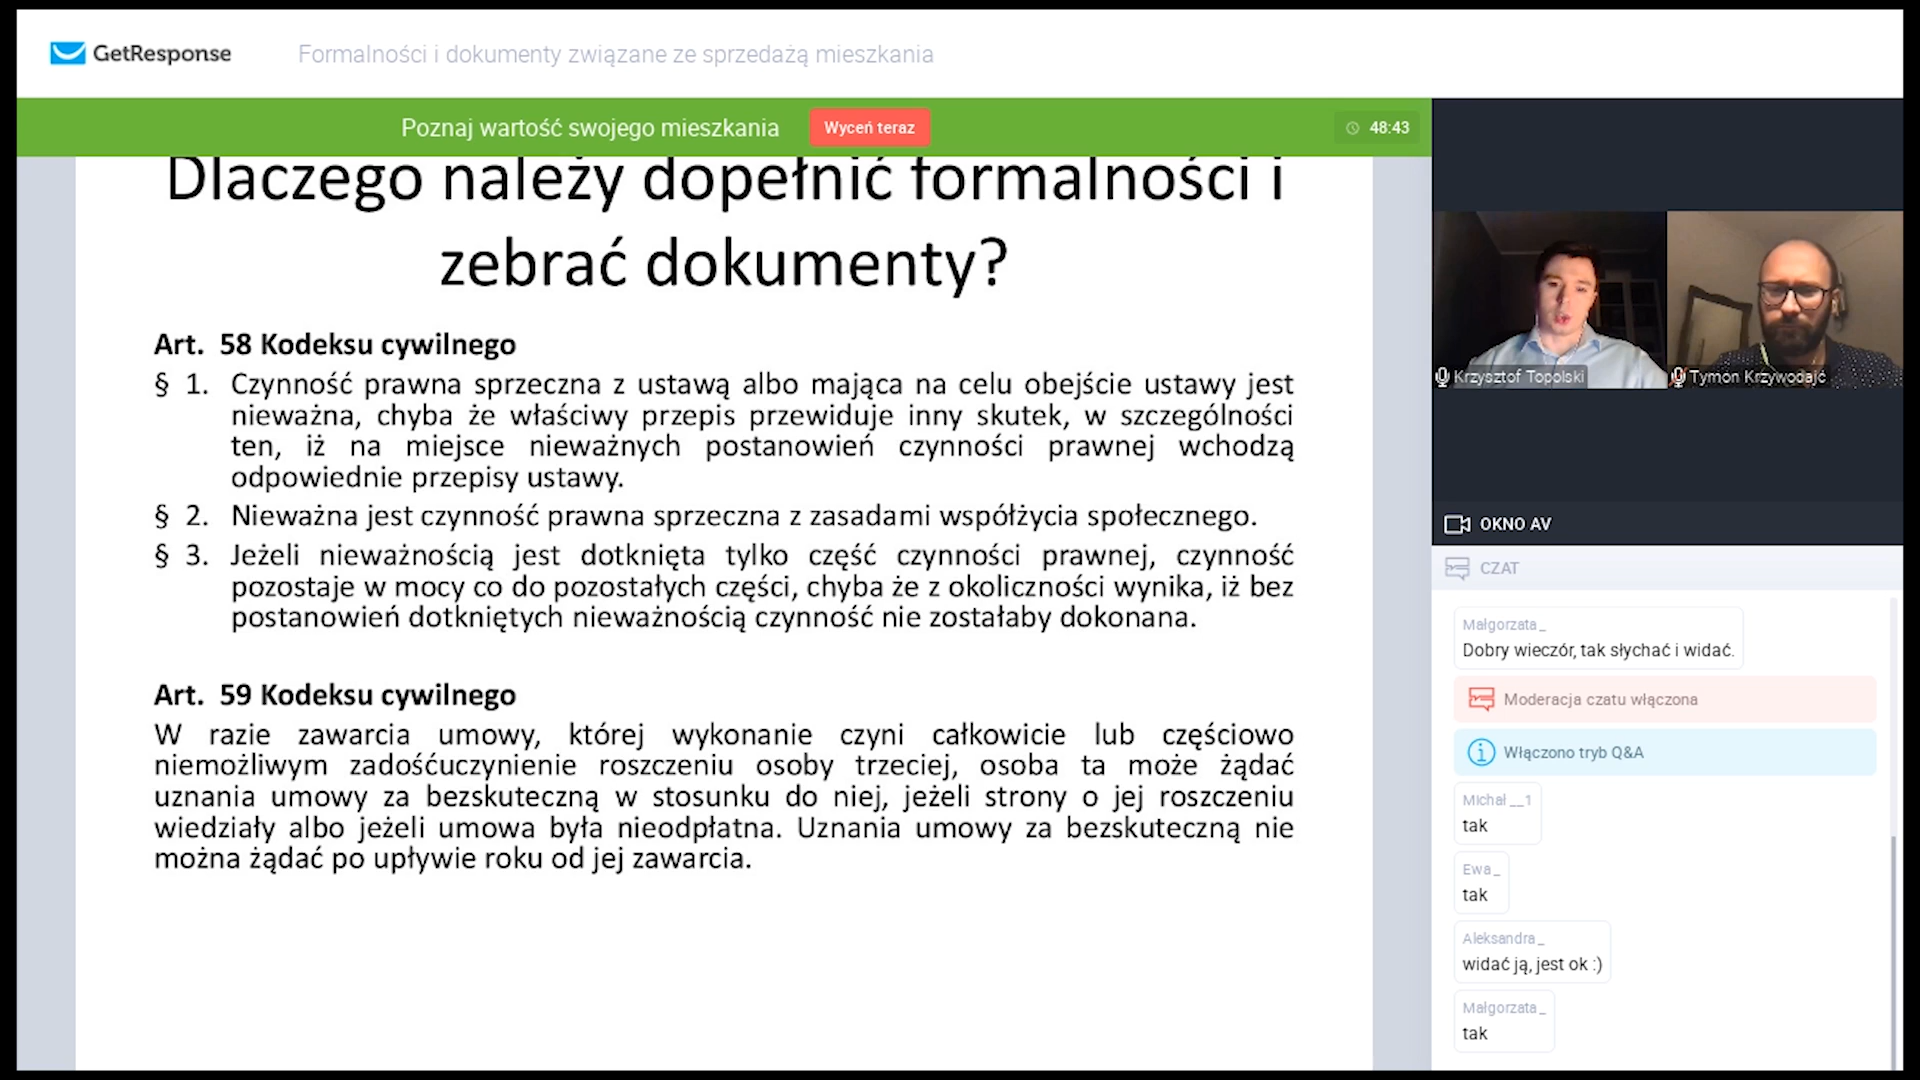 GetResponse
Formalności i dokumenty związane ze sprzedażą mieszkania
Poznaj wartość swojego mieszkania
Wyceń teraz
48:43
Dlaczego należy dopełnić formalności i
zebrać dokumenty?
Art. 58 Kodeksu cywilnego
§ 1. Czynność prawna sprzeczna z ustawą albo mająca na celu obejście ustawy jest
nieważna, chyba że właściwy przepis przewiduje inny skutek, w szczególności
ten, iż na miejsce nieważnych postanowień czynności prawnej wchodzą
odpowiednie przepisy ustawy.
§ 2. Nieważna jest czynność prawna sprzeczna z zasadami współżycia społecznego.
§ 3. Jeżeli nieważnością jest dotknięta tylko część czynności prawnej, czynność
pozostaje w mocy co do pozostałych części, chyba że z okoliczności wynika, iż bez
postanowień dotkniętych nieważnością czynność nie zostałaby dokonana.
Art. 59 Kodeksu cywilnego
W razie zawarcia umowy, której wykonanie czyni całkowicie lub częściowo
niemożliwym zadośćuczynienie roszczeniu osoby trzeciej, osoba ta może żądać
uznania umowy za bezskuteczną w stosunku do niej, jeżeli strony o jej roszczeniu
wiedziały albo jeżeli umowa była nieodpłatna. Uznania umowy za bezskuteczną nie
można żądać po upływie roku od jej zawarcia.
Krzysztof Topolski
Tymon Krzywodajć
OKNO AV
CZAT
Małgorzata_
Dobry wieczór, tak słychać i widać.
Moderacja czatu włączona
Włączono tryb Q&A
Michał __1
tak
Ewa_
tak
Aleksandra_
widać ją, jest ok :)
Małgorzata_
tak